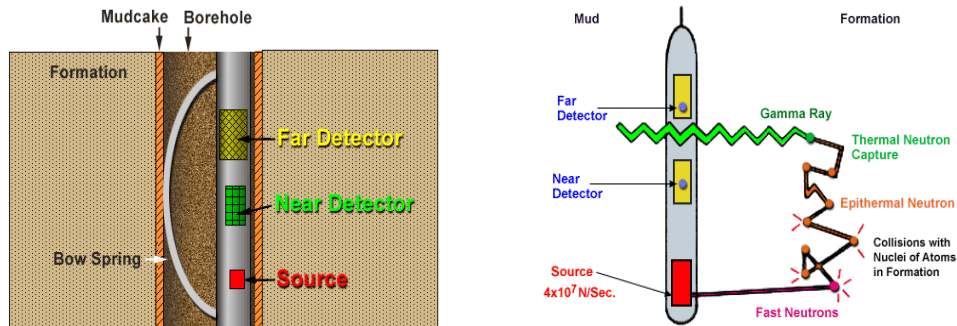 Mudcake Borehole
Formation
Far Detector
Near Detector
Bow Spring
Source
Mud
Formation
Far
Detector
Gamma Ray
Thermal Neutron
Capture
Near
Detector
Epithermal Neutron
Collisions with
Nuclei of Atoms
in Formation
Source
4x10⁷ N/Sec.
Fast Neutrons